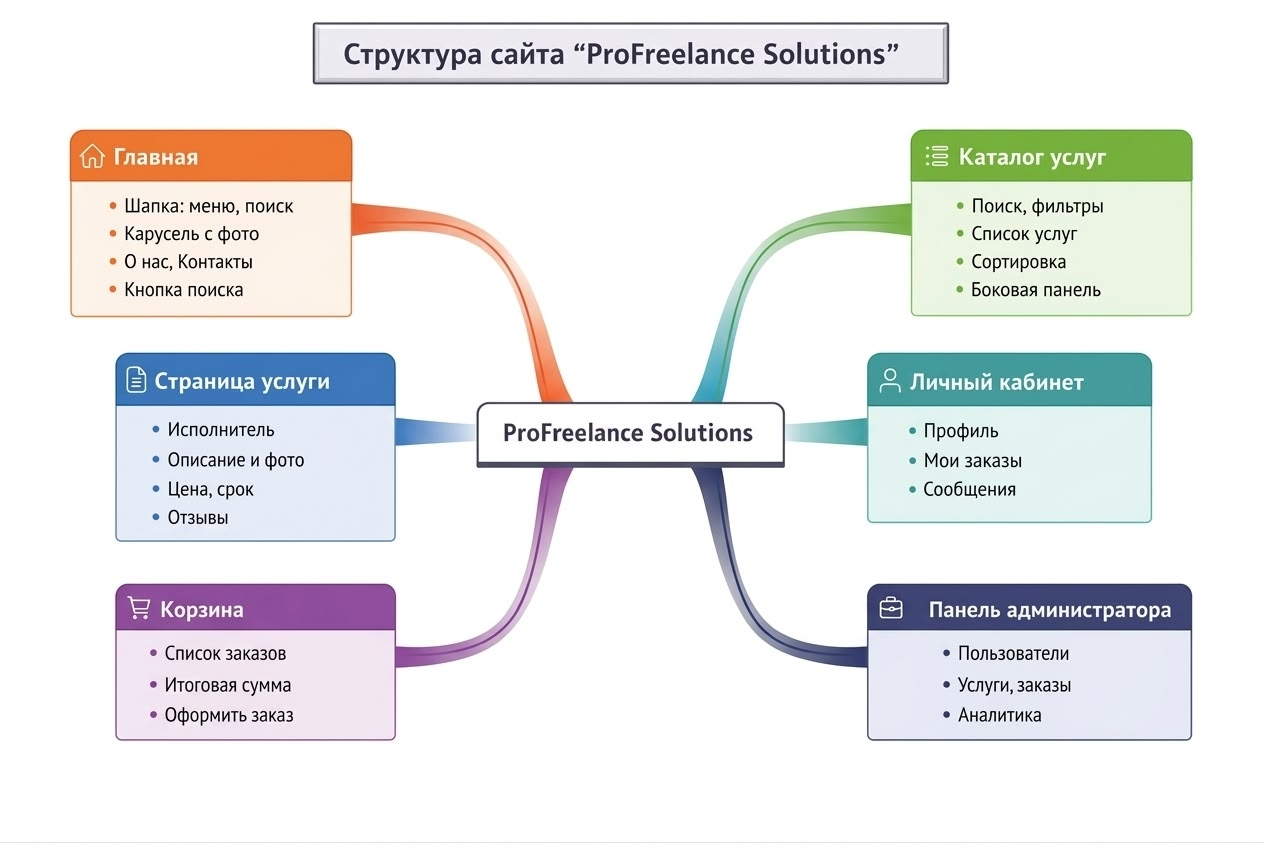 Структура сайта “ProFreelance Solutions”
Главная
• Шапка: меню, поиск
• Карусель с фото
• О нас, Контакты
• Кнопка поиска
Каталог услуг
• Поиск, фильтры
• Список услуг
• Сортировка
• Боковая панель
Страница услуги
• Исполнитель
• Описание и фото
• Цена, срок
• Отзывы
ProFreelance Solutions
Личный кабинет
• Профиль
• Мои заказы
• Сообщения
Корзина
• Список заказов
• Итоговая сумма
• Оформить заказ
Панель администратора
• Пользователи
• Услуги, заказы
• Аналитика